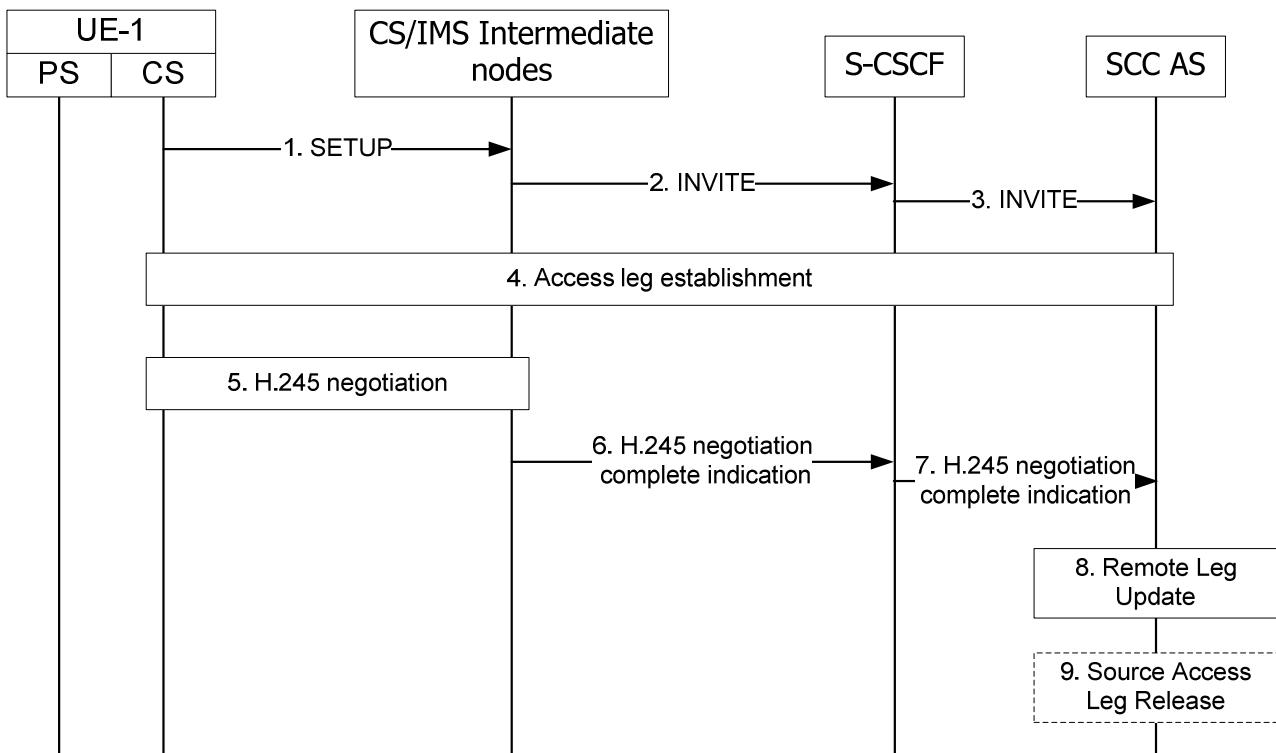 UE-1
PS
CS
CS/IMS Intermediate
nodes
S-CSCF
SCC AS
1. SETUP
2. INVITE
3. INVITE
4. Access leg establishment
5. H.245 negotiation
6. H.245 negotiation
complete indication
7. H.245 negotiation
complete indication
8. Remote Leg
Update
9. Source Access
Leg Release